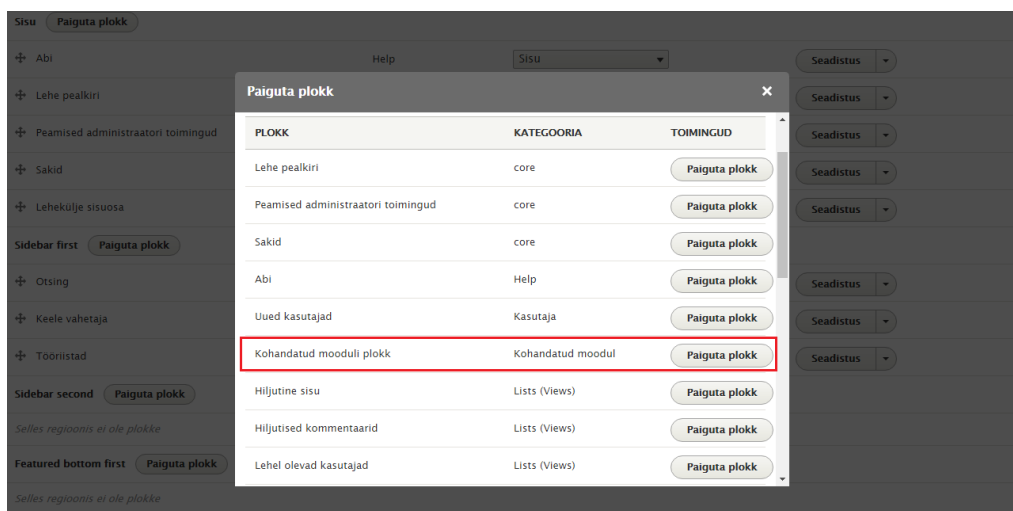 Sisu Paiguta plokk
Abi Help Sisu Seadistus
Lehe pealkiri Seadistus
Peamised administraatori toimingud Seadistus
Sakid Seadistus
Lehekülje sisuosa Seadistus
Sidebar first Paiguta plokk
Otsing Seadistus
Keele vahetaja Seadistus
Tööriistad Seadistus
Sidebar second Paiguta plokk
Selles regioonis ei ole plokke
Featured bottom first Paiguta plokk
Selles regioonis ei ole plokke
Paiguta plokk ×
PLOKK KATEGOORIA TOIMINGUD
Lehe pealkiri core Paiguta plokk
Peamised administraatori toimingud core Paiguta plokk
Sakid core Paiguta plokk
Abi Help Paiguta plokk
Uued kasutajad Kasutaja Paiguta plokk
Kohandatud mooduli plokk Kohandatud moodul Paiguta plokk
Hiljutine sisu Lists (Views) Paiguta plokk
Hiljutised kommentaarid Lists (Views) Paiguta plokk
Lehel olevad kasutajad Lists (Views) Paiguta plokk